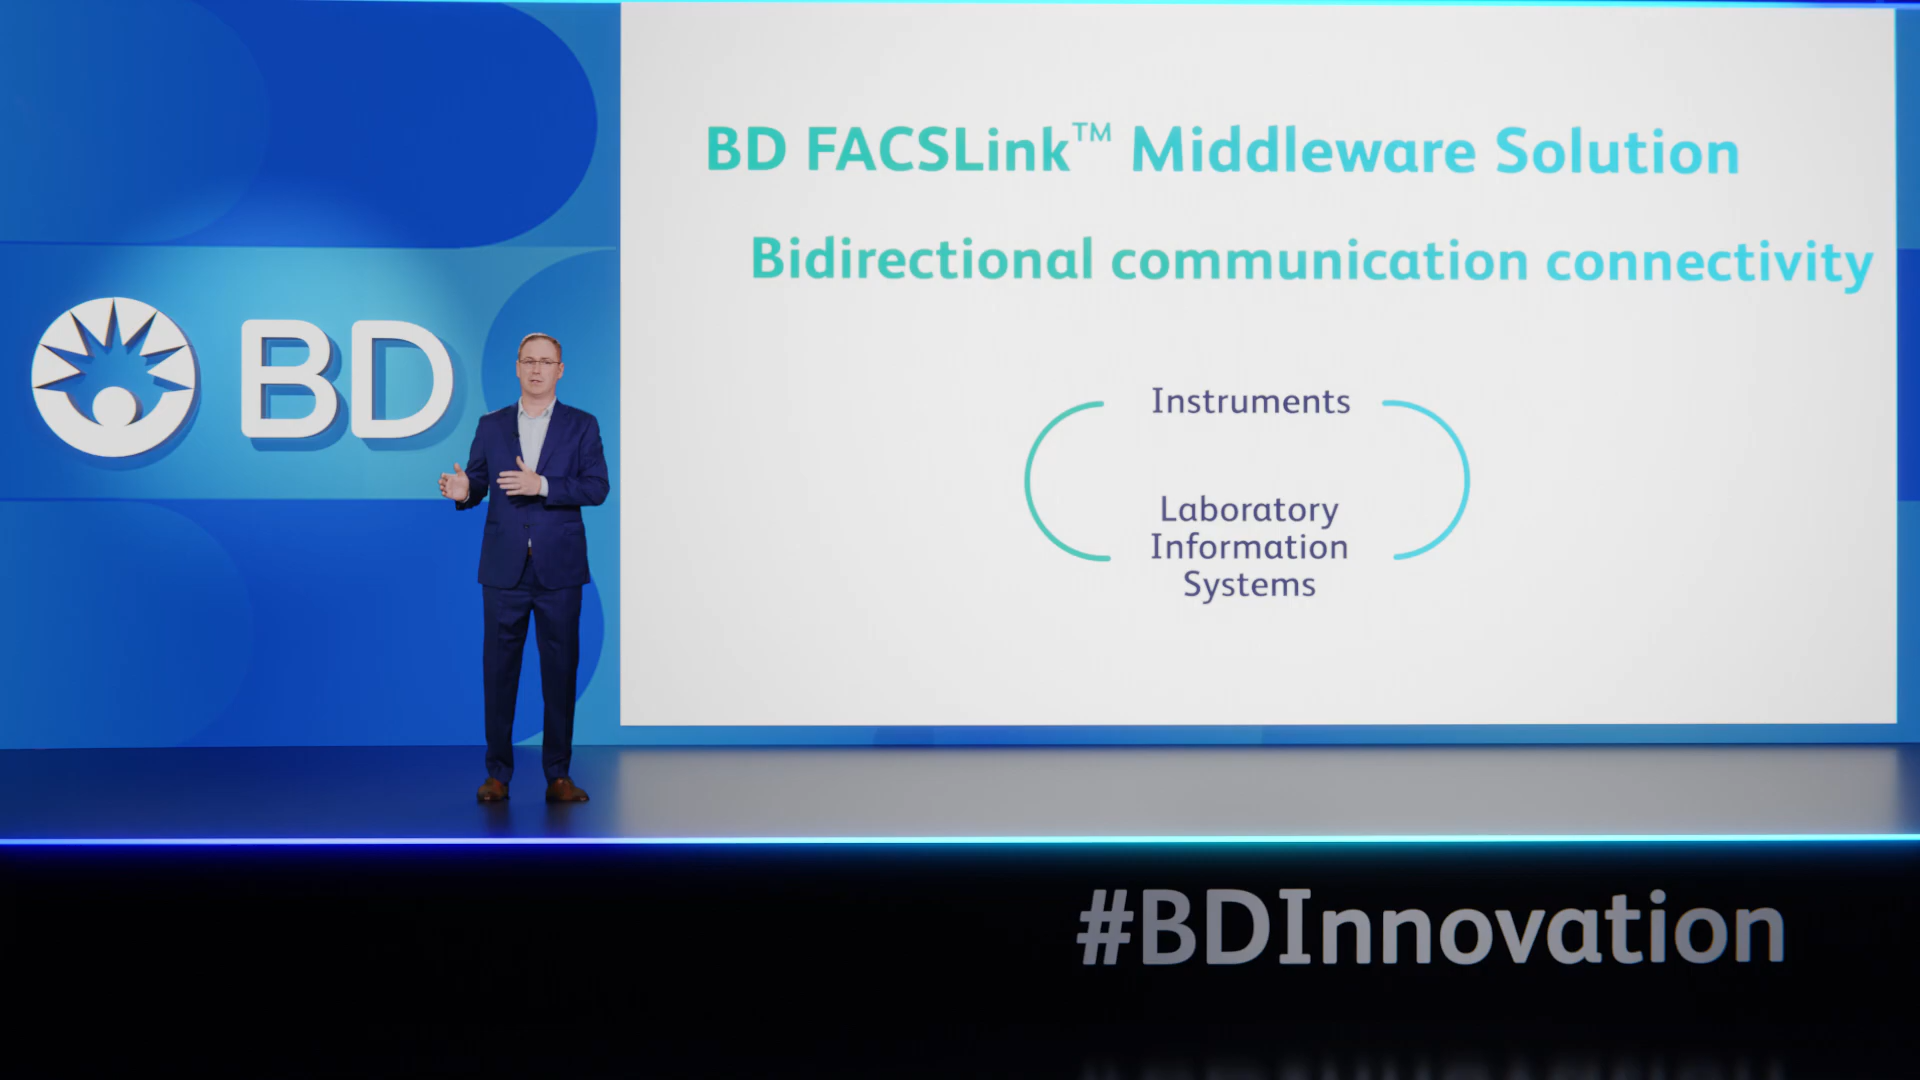 BD FACSLink™ Middleware Solution
Bidirectional communication connectivity
BD
Instruments
Laboratory
Information
Systems
#BDInnovation